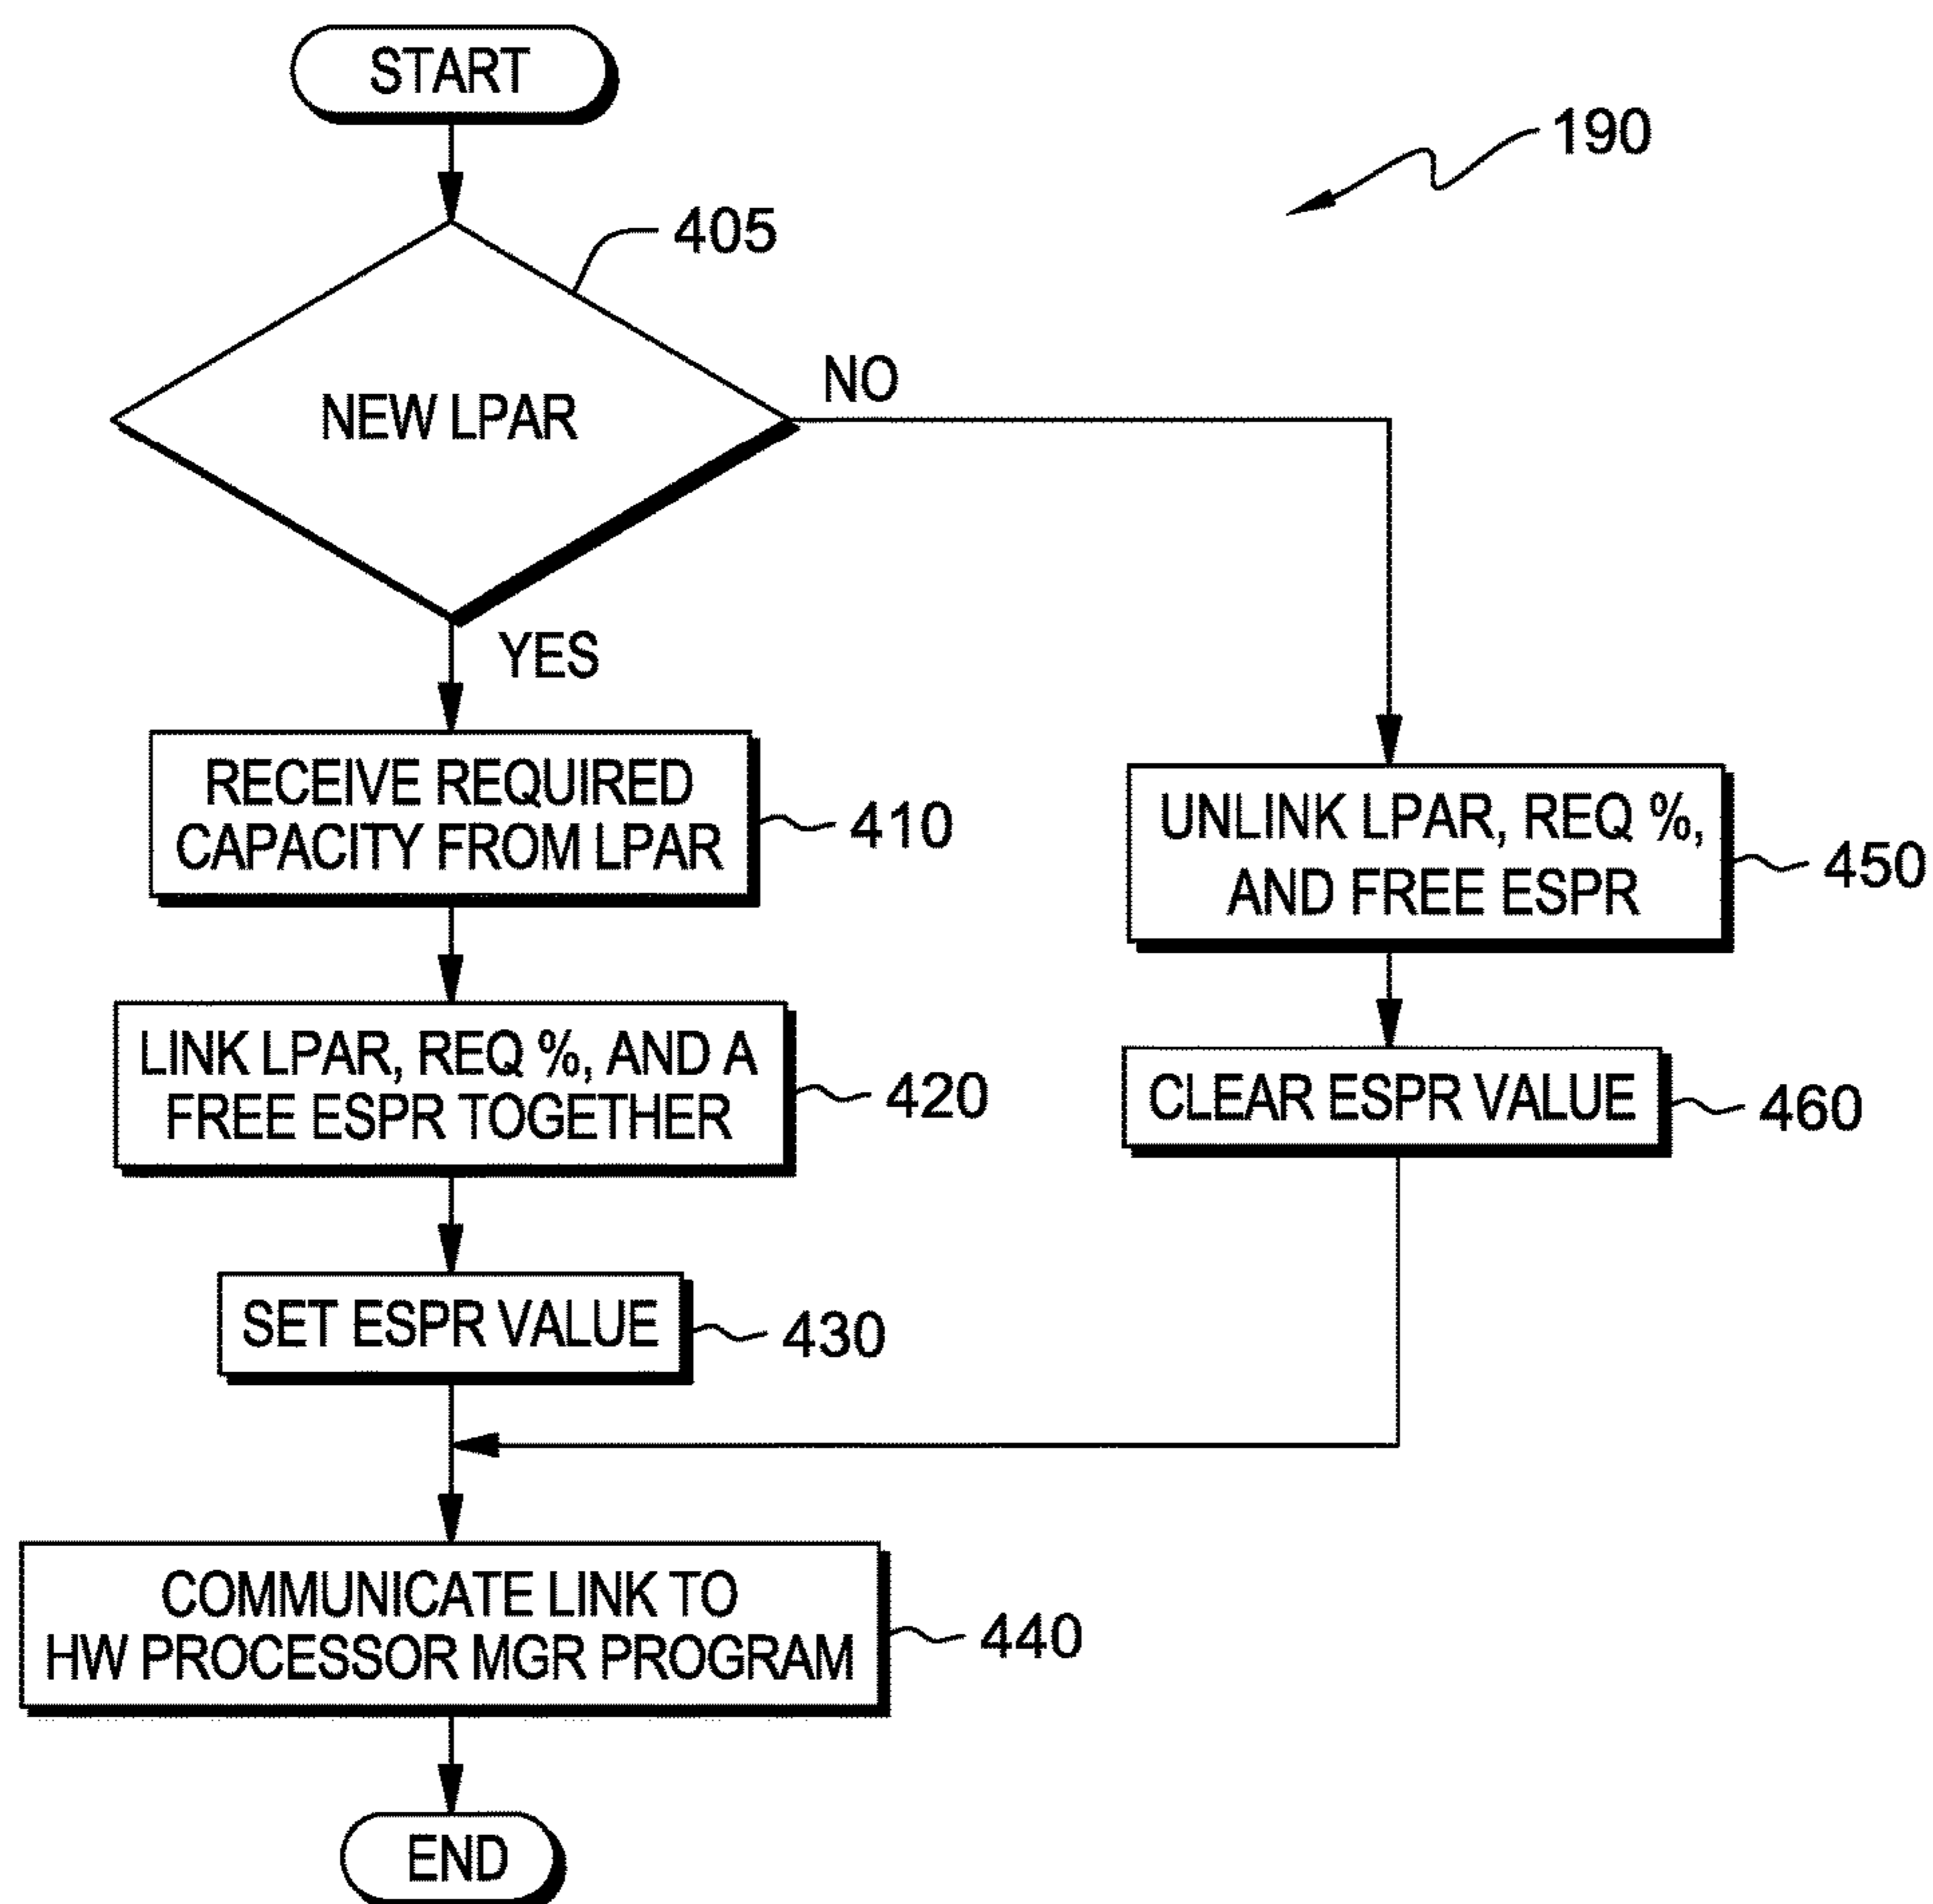 START
190
405
NEW LPAR
NO
YES
RECEIVE REQUIRED
CAPACITY FROM LPAR
410
UNLINK LPAR, REQ %,
AND FREE ESPR
450
LINK LPAR, REQ %, AND A
FREE ESPR TOGETHER
420
CLEAR ESPR VALUE
460
SET ESPR VALUE
430
COMMUNICATE LINK TO
HW PROCESSOR MGR PROGRAM
440
END